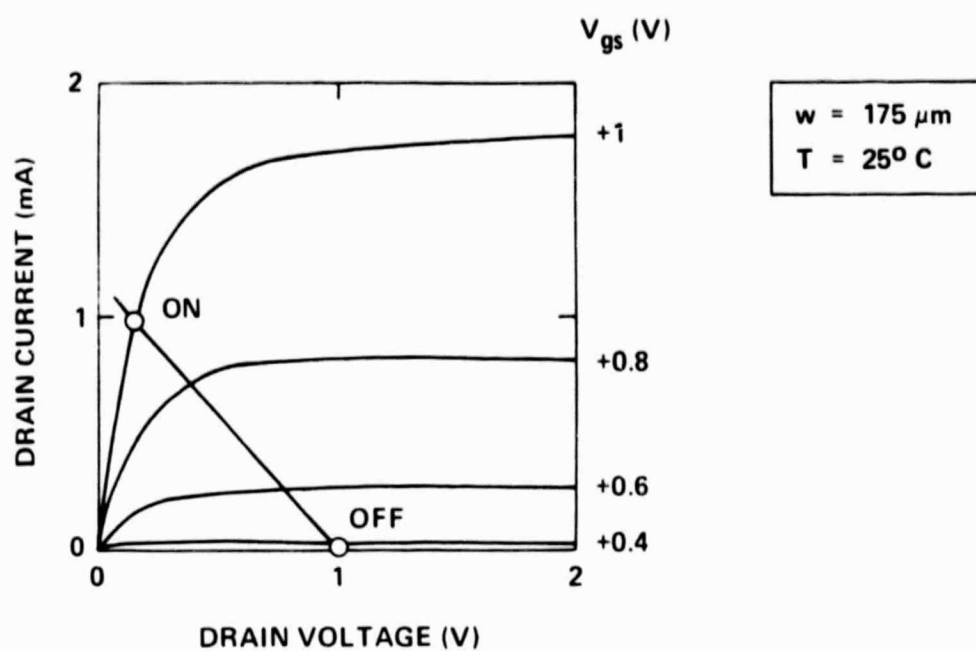 V_gs (V)
2
+1
w = 175 μm
T = 25° C
DRAIN CURRENT (mA)
1
ON
+0.8
+0.6
OFF
+0.4
0
0
1
2
DRAIN VOLTAGE (V)